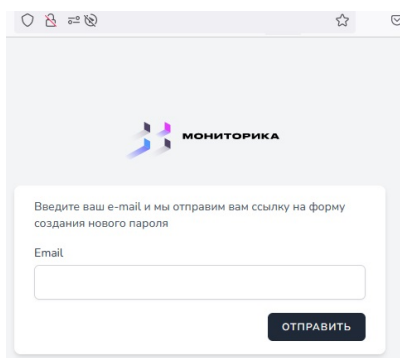 МОНИТОРИКА
Введите ваш e-mail и мы отправим вам ссылку на форму
создания нового пароля
Email
ОТПРАВИТЬ